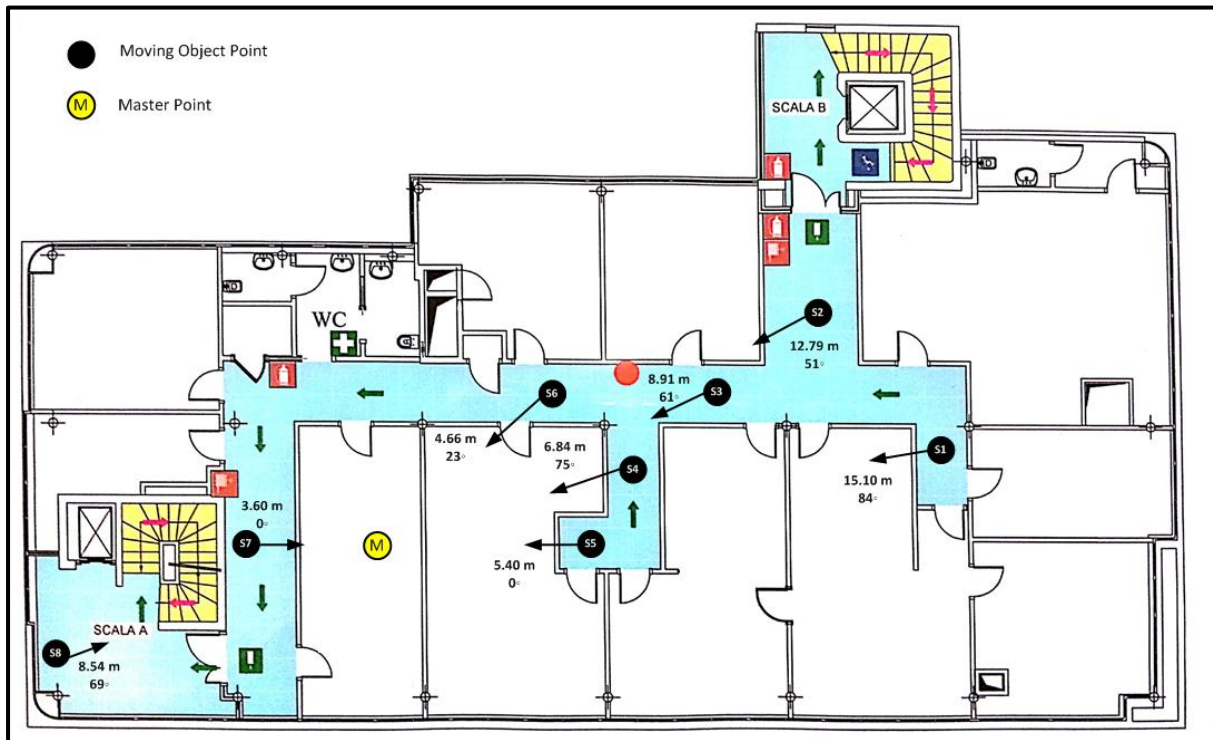 Moving Object Point
M
Master Point
SCALA B
WC
S2
12.79 m
51◦
8.91 m
61◦
S3
S6
4.66 m
23◦
6.84 m
75◦
S4
S1
15.10 m
84◦
3.60 m
0◦
S7
M
S5
5.40 m
0◦
SCALA A
S8
8.54 m
69◦